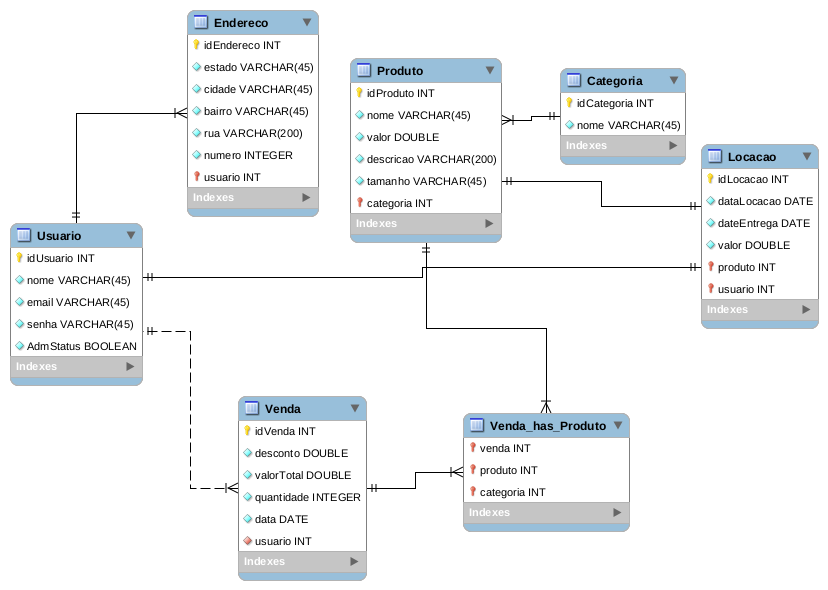 Endereco
idEndereco INT
estado VARCHAR(45)
cidade VARCHAR(45)
bairro VARCHAR(45)
rua VARCHAR(200)
numero INTEGER
usuario INT
Indexes
Produto
idProduto INT
nome VARCHAR(45)
valor DOUBLE
descricao VARCHAR(200)
tamanho VARCHAR(45)
categoria INT
Indexes
Categoria
idCategoria INT
nome VARCHAR(45)
Indexes
Locacao
idLocacao INT
dataLocacao DATE
dateEntrega DATE
valor DOUBLE
produto INT
usuario INT
Indexes
Usuario
idUsuario INT
nome VARCHAR(45)
email VARCHAR(45)
senha VARCHAR(45)
AdmStatus BOOLEAN
Indexes
Venda
idVenda INT
desconto DOUBLE
valorTotal DOUBLE
quantidade INTEGER
data DATE
usuario INT
Indexes
Venda_has_Produto
venda INT
produto INT
categoria INT
Indexes